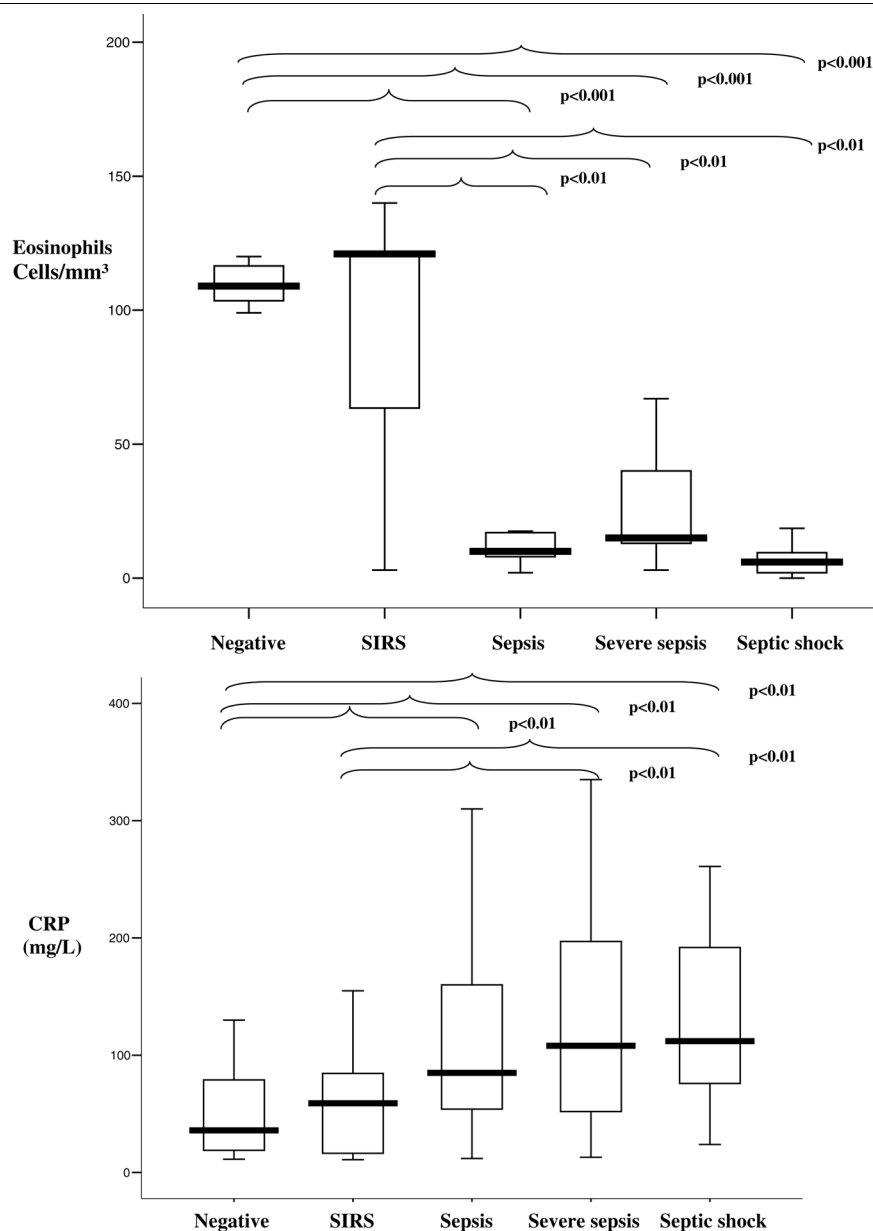 200
p<0.001
p<0.001
p<0.001
p<0.01
p<0.01
p<0.01
150
Eosinophils
Cells/mm³
100
50
0
Negative SIRS Sepsis Severe sepsis Septic shock
p<0.01
400
p<0.01
p<0.01
p<0.01
p<0.01
300
CRP
(mg/L)
200
100
0
Negative SIRS Sepsis Severe sepsis Septic shock